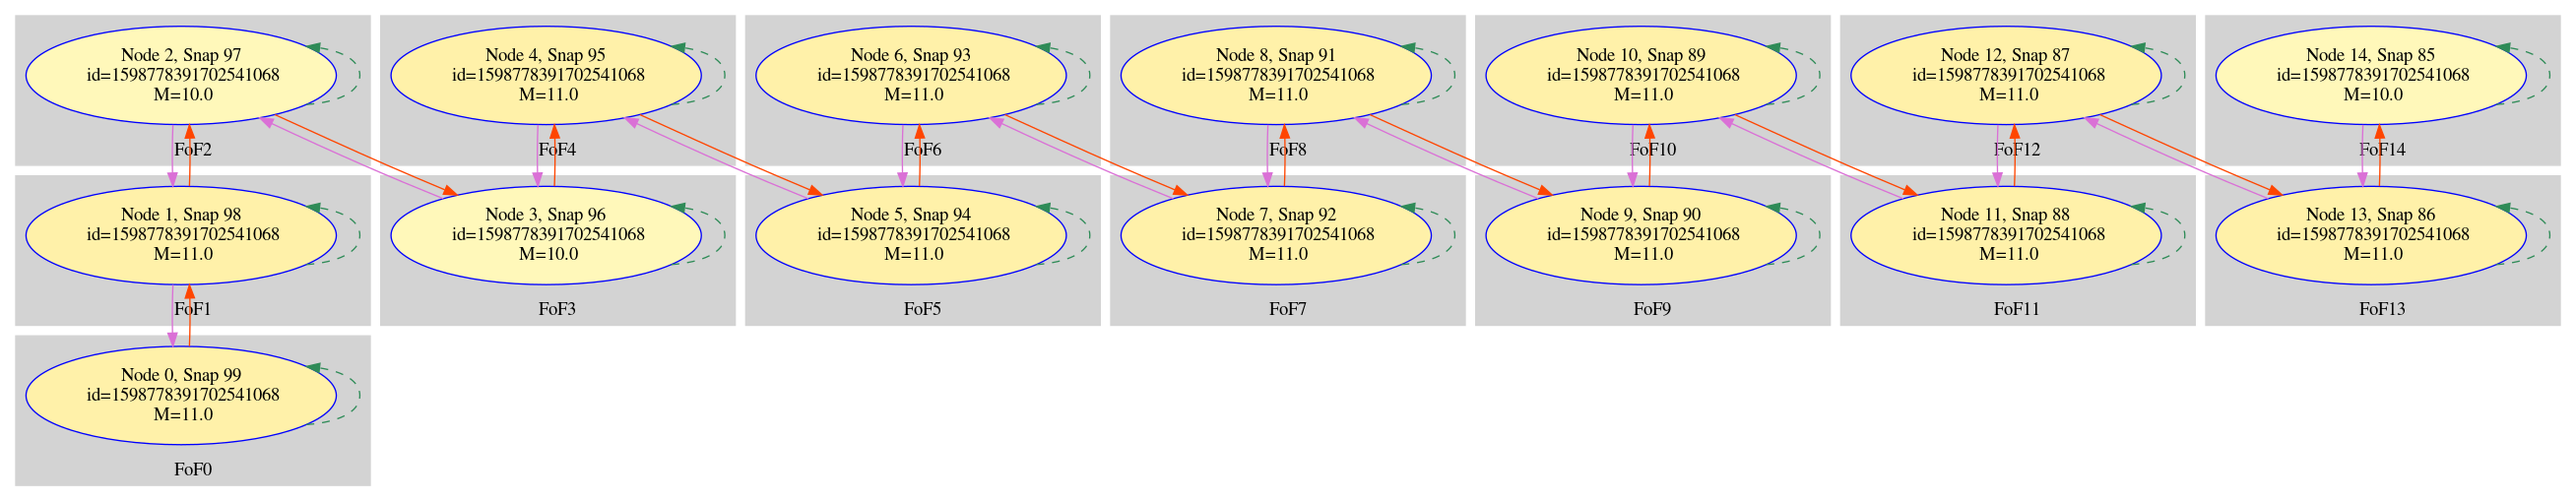 Node 2, Snap 97
id=1598778391702541068
M=10.0
FoF2
Node 4, Snap 95
id=1598778391702541068
M=11.0
FoF4
Node 6, Snap 93
id=1598778391702541068
M=11.0
FoF6
Node 8, Snap 91
id=1598778391702541068
M=11.0
FoF8
Node 10, Snap 89
id=1598778391702541068
M=11.0
FoF10
Node 12, Snap 87
id=1598778391702541068
M=11.0
FoF12
Node 14, Snap 85
id=1598778391702541068
M=10.0
FoF14
Node 1, Snap 98
id=1598778391702541068
M=11.0
FoF1
Node 3, Snap 96
id=1598778391702541068
M=10.0
FoF3
Node 5, Snap 94
id=1598778391702541068
M=11.0
FoF5
Node 7, Snap 92
id=1598778391702541068
M=11.0
FoF7
Node 9, Snap 90
id=1598778391702541068
M=11.0
FoF9
Node 11, Snap 88
id=1598778391702541068
M=11.0
FoF11
Node 13, Snap 86
id=1598778391702541068
M=11.0
FoF13
Node 0, Snap 99
id=1598778391702541068
M=11.0
FoF0